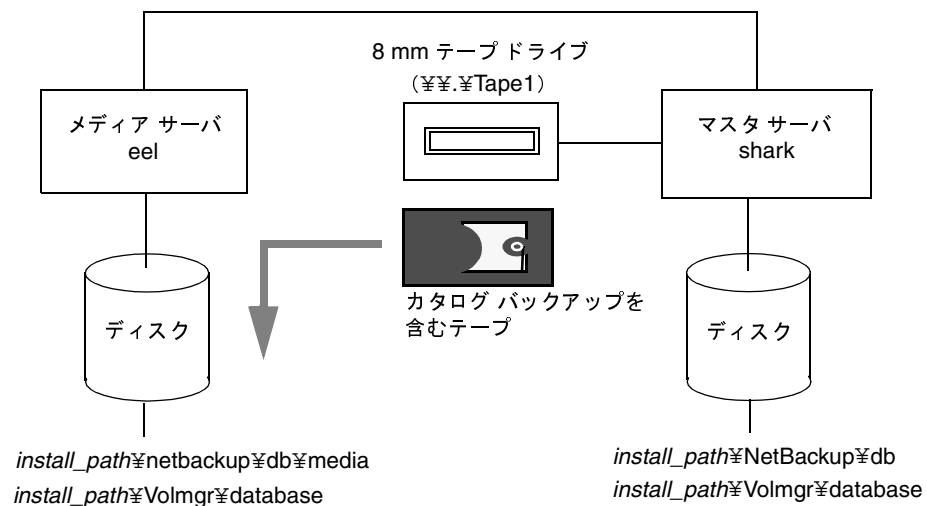 8 mm テープ ドライブ
（¥¥.¥Tape1）
メディア サーバ
eel
マスタ サーバ
shark
カタログ バックアップを
含むテープ
ディスク
ディスク
install_path¥netbackup¥db¥media
install_path¥Volmgr¥database
install_path¥NetBackup¥db
install_path¥Volmgr¥database